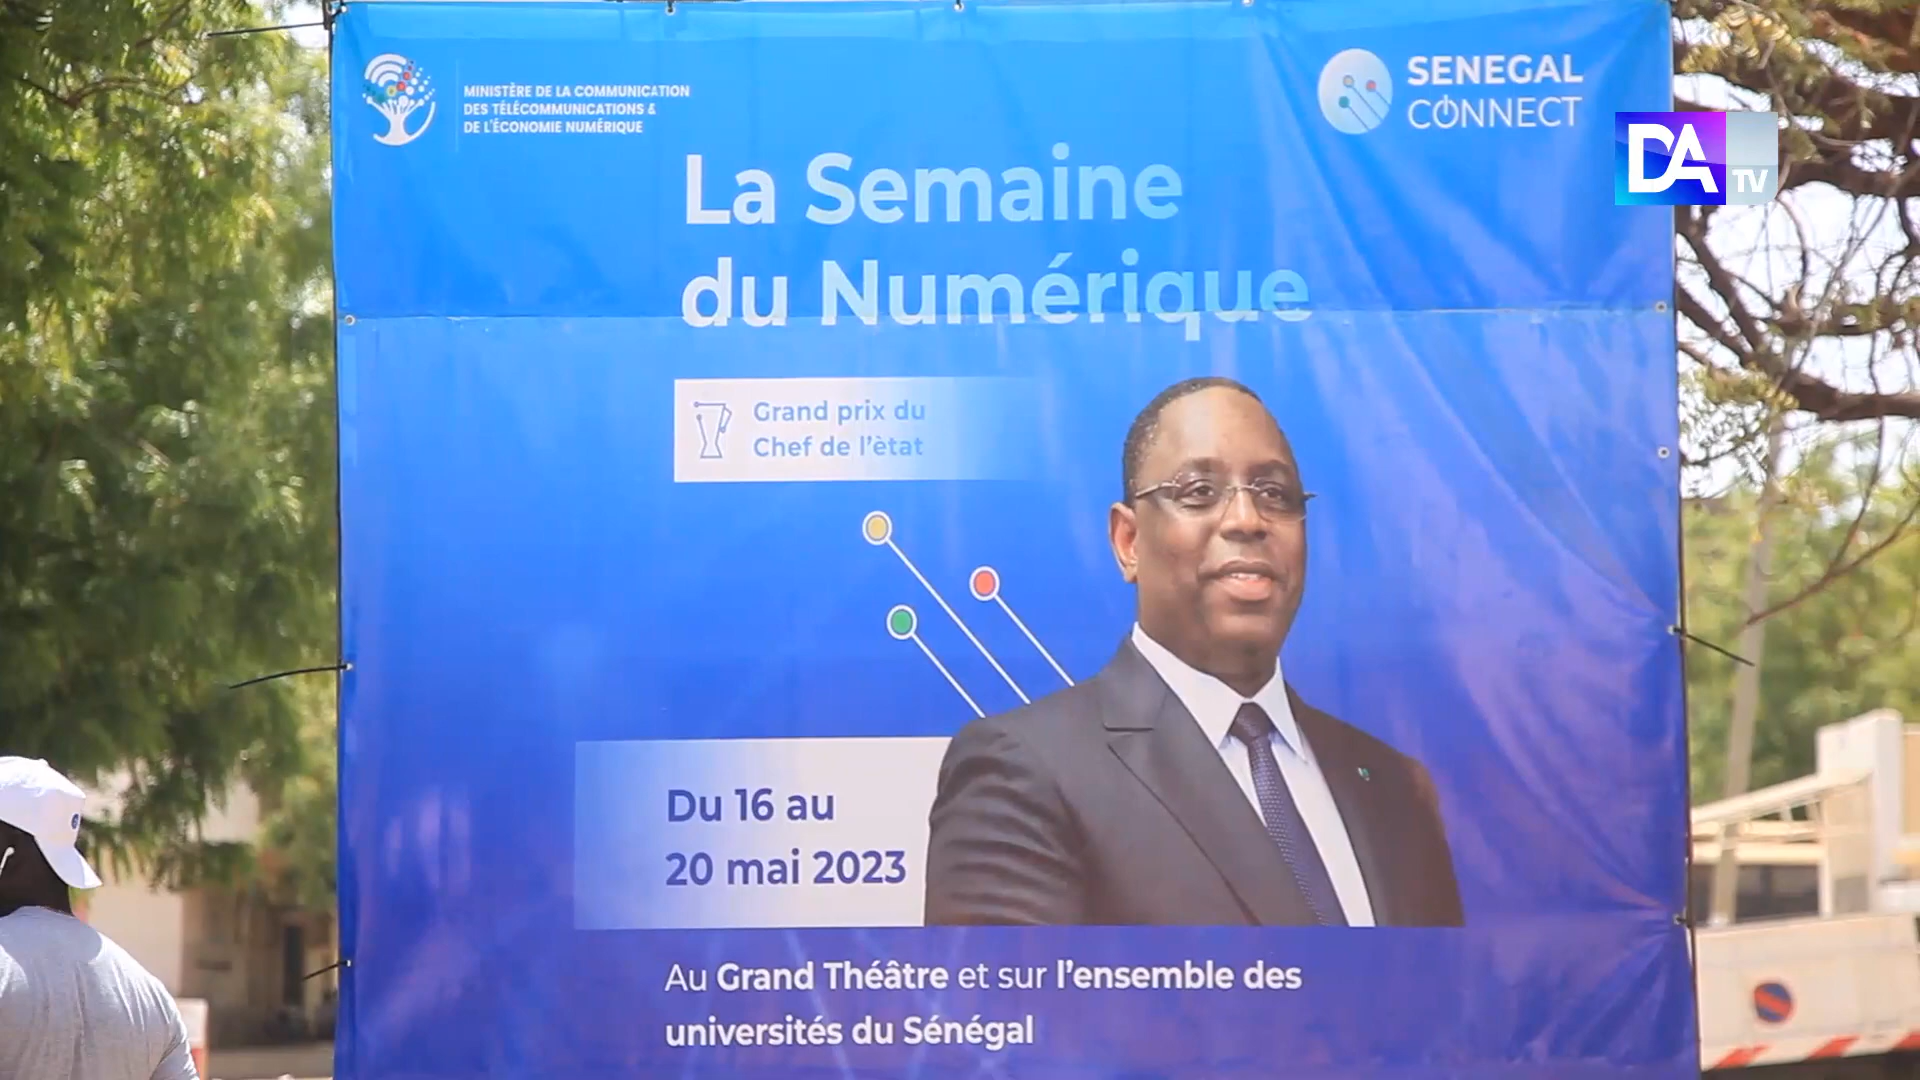 MINISTÈRE DE LA COMMUNICATION
DES TÉLÉCOMMUNICATIONS &
DE L'ÉCONOMIE NUMÉRIQUE
SENEGAL
CONNECT
DA TV
La Semaine
du Numérique
Grand prix du
Chef de l'ètat
Du 16 au
20 mai 2023
Au Grand Théâtre et sur l'ensemble des
universités du Sénégal